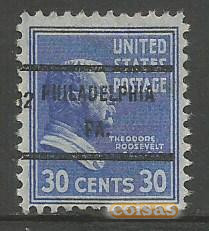 UNITED
STATES
POSTAGE
PHILADELPHIA
PA.
THEODORE
ROOSEVELT
30 CENTS 30